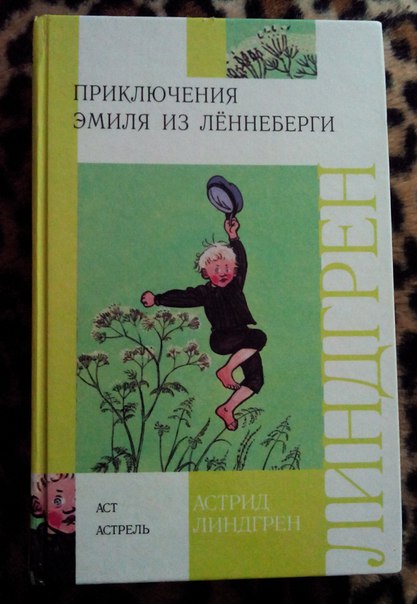 ПРИКЛЮЧЕНИЯ
ЭМИЛЯ ИЗ ЛЁННЕБЕРГИ
ЛИНДГРЕН
АСТРИД
ЛИНДГРЕН
АСТ
АСТРЕЛЬ